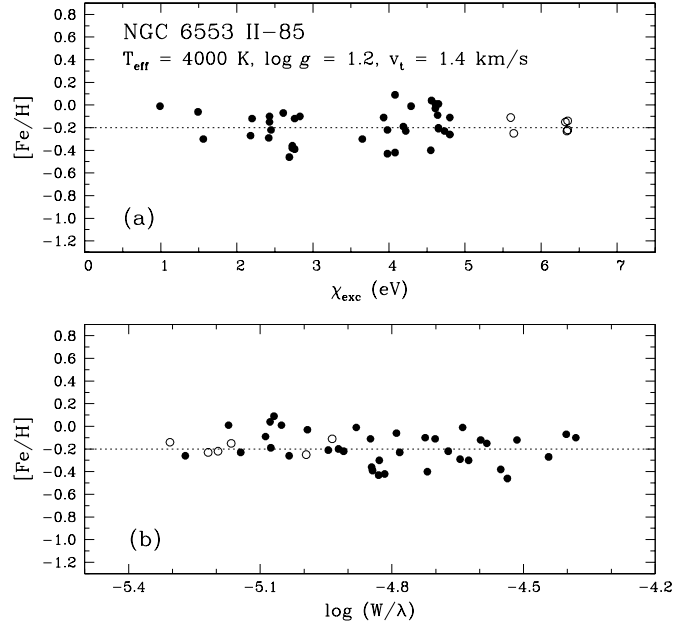 NGC 6553 II−85
T_eff = 4000 K, log g = 1.2, v_t = 1.4 km/s
0.8
0.6
0.4
0.2
0.0
−0.2
−0.4
−0.6
−0.8
−1.0
−1.2
[Fe/H]
(a)
0 1 2 3 4 5 6 7
χ_exc (eV)
0.8
0.6
0.4
0.2
0.0
−0.2
−0.4
−0.6
−0.8
−1.0
−1.2
[Fe/H]
(b)
−5.4 −5.1 −4.8 −4.5 −4.2
log (W/λ)